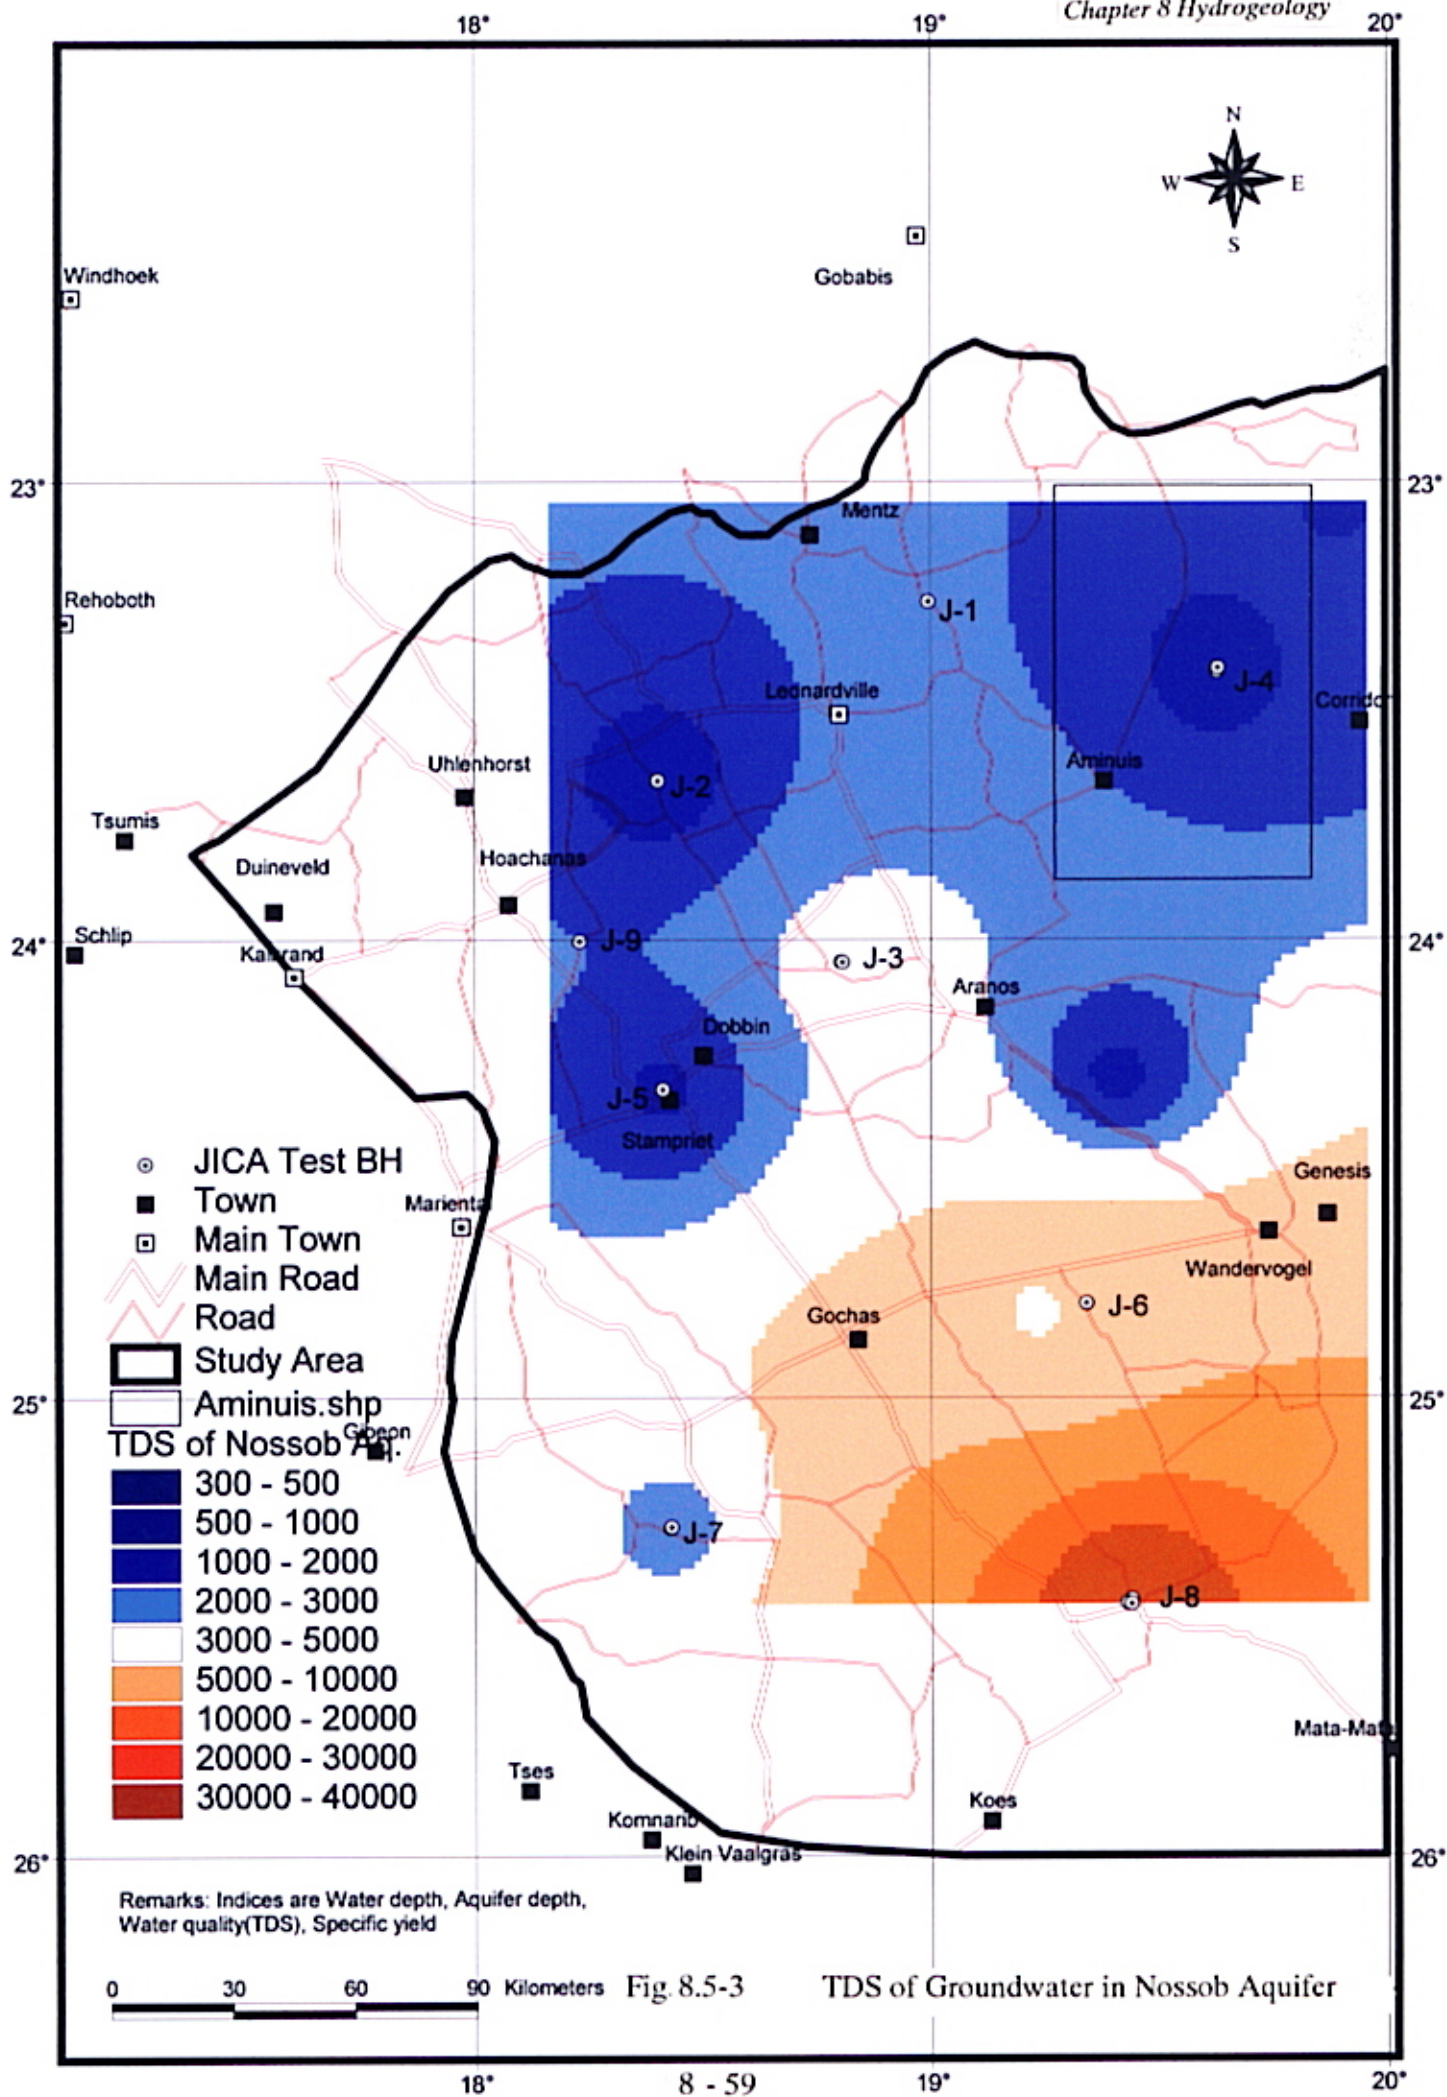 Chapter 8 Hydrogeology
18°
19°
20°
N
W
E
S
Gobabis
Windhoek
23°
23°
Mentz
Rehoboth
J-1
J-4
Leonardville
Corridor
Uhlenhorst
Aminuis
J-2
Tsumis
Hoachanas
Duineveld
Schlip
24°
Kalkrand
J-9
J-3
24°
Aranos
Dobbin
J-5
Stampriet
JICA Test BH
Town
Mariental
Main Town
Main Road
Road
Study Area
Aminuis.shp
Genesis
Wandervogel
J-6
Gochas
25°
25°
Gibeon
TDS of Nossob Aq.
300 - 500
500 - 1000
1000 - 2000
2000 - 3000
3000 - 5000
5000 - 10000
10000 - 20000
20000 - 30000
30000 - 40000
J-7
J-8
Mata-Mata
Tses
Koes
Komnarib
Klein Vaalgras
26°
26°
Remarks: Indices are Water depth, Aquifer depth,
Water quality(TDS), Specific yield
0 30 60 90 Kilometers
Fig. 8.5-3 TDS of Groundwater in Nossob Aquifer
18°
8 - 59
19°
20°